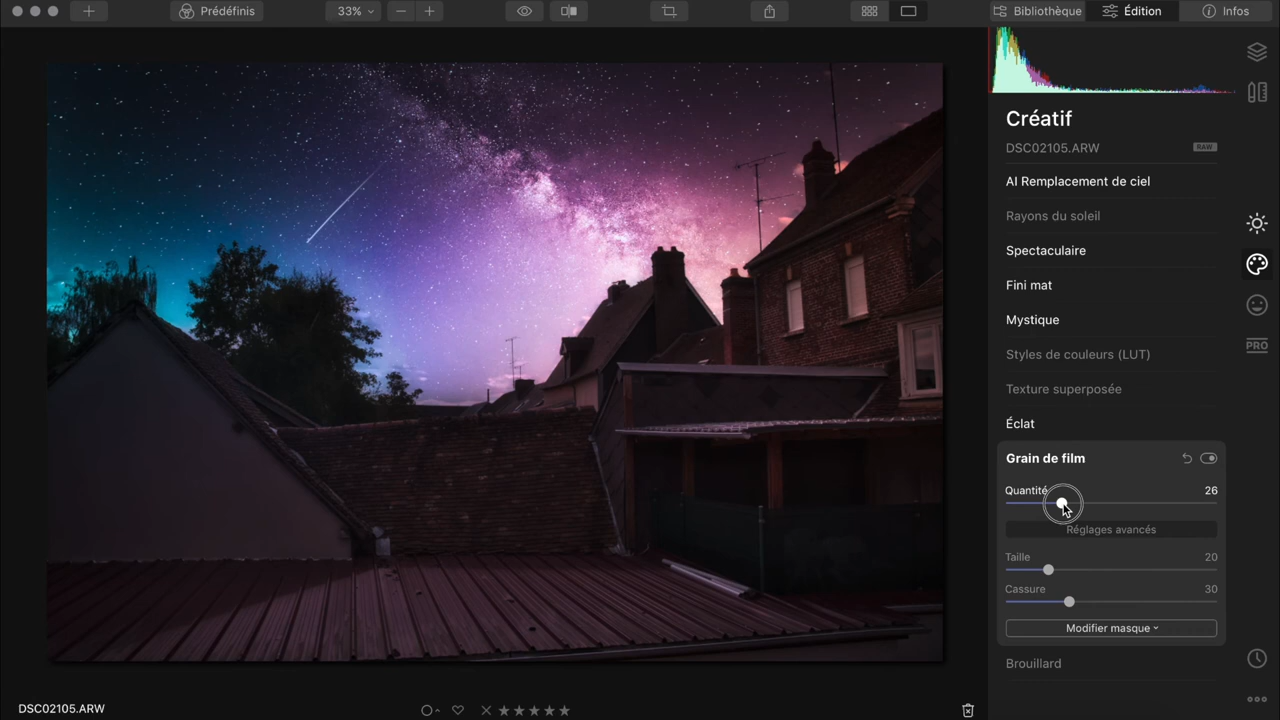 Prédéfinis
33%
Bibliothèque
Édition
Infos
Créatif
DSC02105.ARW
RAW
AI Remplacement de ciel
Rayons du soleil
Spectaculaire
Fini mat
Mystique
Styles de couleurs (LUT)
PRO
Texture superposée
Éclat
Grain de film
Quantité 26
Réglages avancés
Taille 20
Cassure 30
Modifier masque
Brouillard
DSC02105.ARW